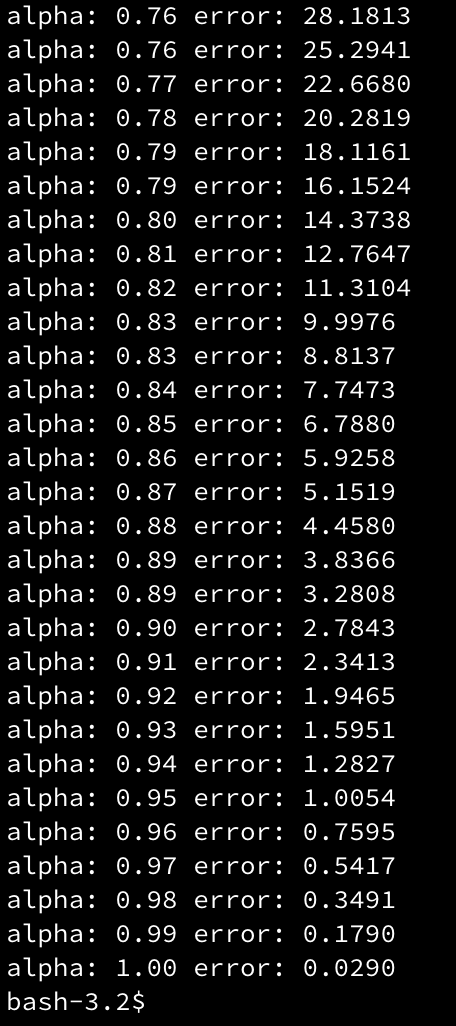 alpha: 0.76 error: 28.1813
alpha: 0.76 error: 25.2941
alpha: 0.77 error: 22.6680
alpha: 0.78 error: 20.2819
alpha: 0.79 error: 18.1161
alpha: 0.79 error: 16.1524
alpha: 0.80 error: 14.3738
alpha: 0.81 error: 12.7647
alpha: 0.82 error: 11.3104
alpha: 0.83 error: 9.9976
alpha: 0.83 error: 8.8137
alpha: 0.84 error: 7.7473
alpha: 0.85 error: 6.7880
alpha: 0.86 error: 5.9258
alpha: 0.87 error: 5.1519
alpha: 0.88 error: 4.4580
alpha: 0.89 error: 3.8366
alpha: 0.89 error: 3.2808
alpha: 0.90 error: 2.7843
alpha: 0.91 error: 2.3413
alpha: 0.92 error: 1.9465
alpha: 0.93 error: 1.5951
alpha: 0.94 error: 1.2827
alpha: 0.95 error: 1.0054
alpha: 0.96 error: 0.7595
alpha: 0.97 error: 0.5417
alpha: 0.98 error: 0.3491
alpha: 0.99 error: 0.1790
alpha: 1.00 error: 0.0290
bash-3.2$